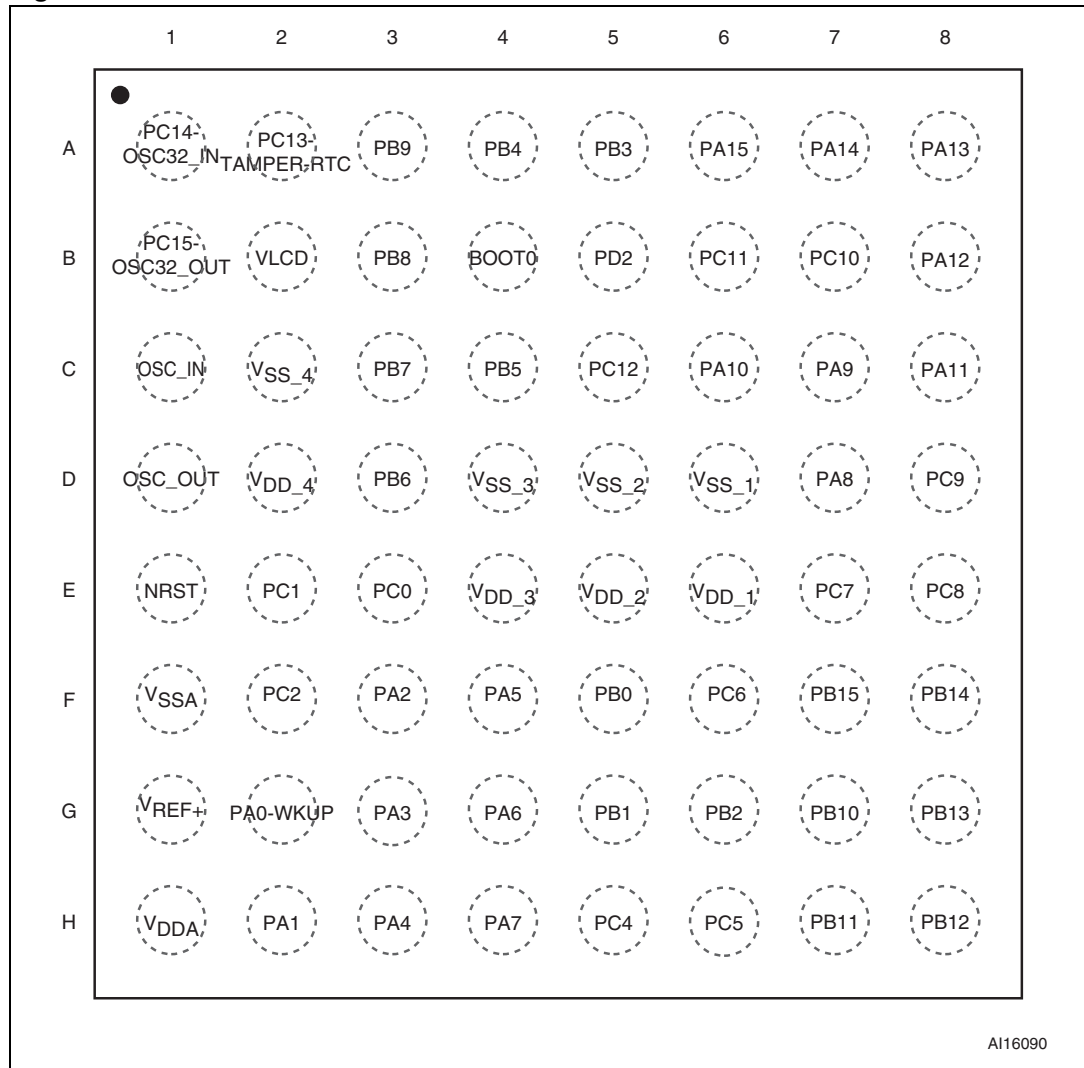 1 2 3 4 5 6 7 8
A PC14-OSC32_IN PC13-TAMPER-RTC PB9 PB4 PB3 PA15 PA14 PA13
B PC15-OSC32_OUT VLCD PB8 BOOT0 PD2 PC11 PC10 PA12
C OSC_IN VSS_4 PB7 PB5 PC12 PA10 PA9 PA11
D OSC_OUT VDD_4 PB6 VSS_3 VSS_2 VSS_1 PA8 PC9
E NRST PC1 PC0 VDD_3 VDD_2 VDD_1 PC7 PC8
F VSSA PC2 PA2 PA5 PB0 PC6 PB15 PB14
G VREF+ PA0-WKUP PA3 PA6 PB1 PB2 PB10 PB13
H VDDA PA1 PA4 PA7 PC4 PC5 PB11 PB12
AI16090